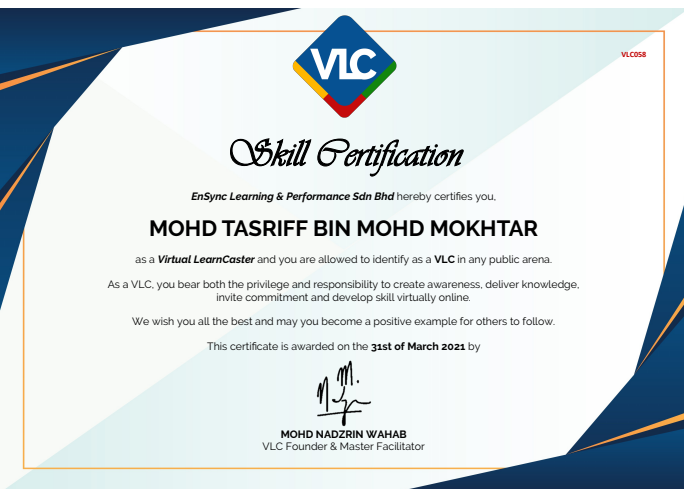 VLC
VLC058
Skill Certification
EnSync Learning & Performance Sdn Bhd hereby certifies you,
MOHD TASRIFF BIN MOHD MOKHTAR
as a Virtual LearnCaster and you are allowed to identify as a VLC in any public arena.
As a VLC, you bear both the privilege and responsibility to create awareness, deliver knowledge,
invite commitment and develop skill virtually online.
We wish you all the best and may you become a positive example for others to follow.
This certificate is awarded on the 31st of March 2021 by
MOHD NADZRIN WAHAB
VLC Founder & Master Facilitator